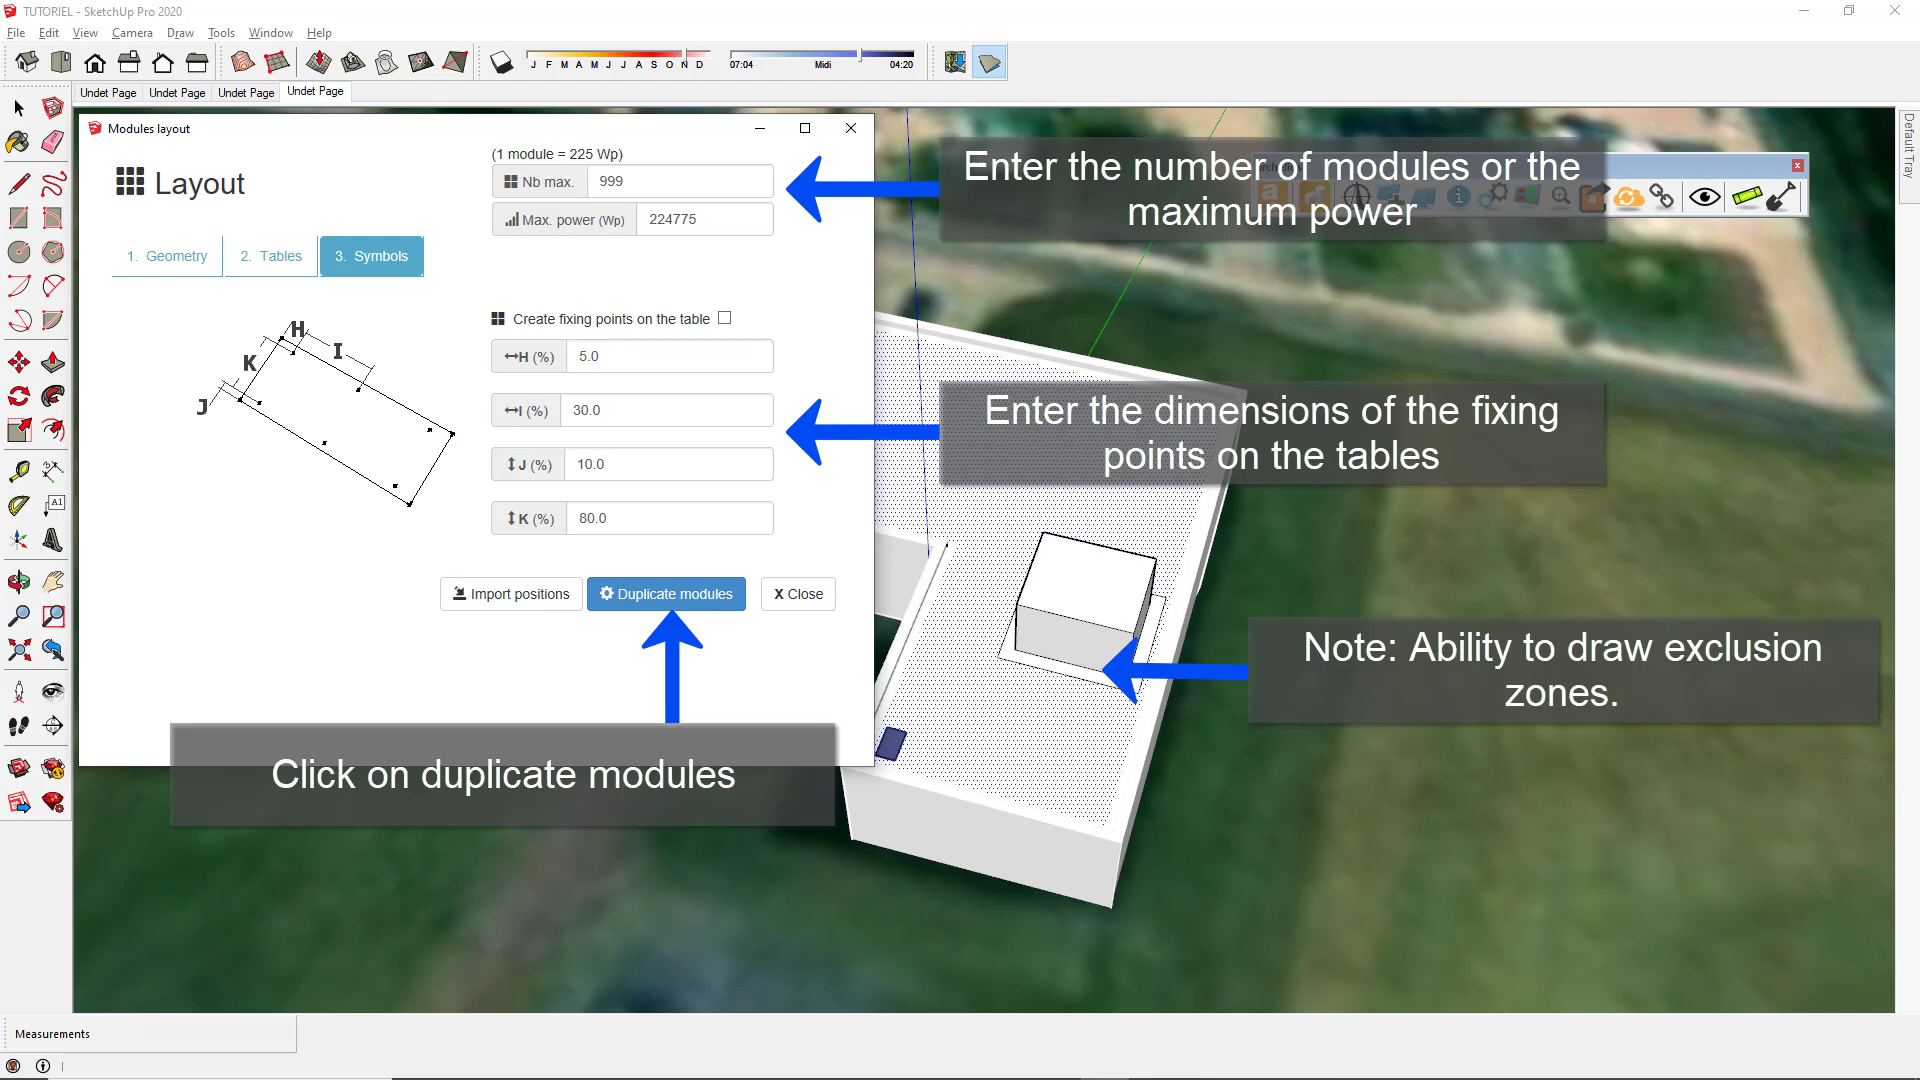 TUTORIEL - SketchUp Pro 2020
File Edit View Camera Draw Tools Window Help
J F M A M J J A S O N D
07:04 Midi 04:20
Undet Page Undet Page Undet Page Undet Page
Default Tray
Modules layout
Layout
(1 module = 225 Wp)
Nb max. 999
Max. power (Wp) 224775
1. Geometry 2. Tables 3. Symbols
Create fixing points on the table
H (%) 5.0
I (%) 30.0
J (%) 10.0
K (%) 80.0
H
I
K
J
Import positions Duplicate modules X Close
Enter the number of modules or the
maximum power
Enter the dimensions of the fixing
points on the tables
Note: Ability to draw exclusion
zones.
Click on duplicate modules
A1
Measurements